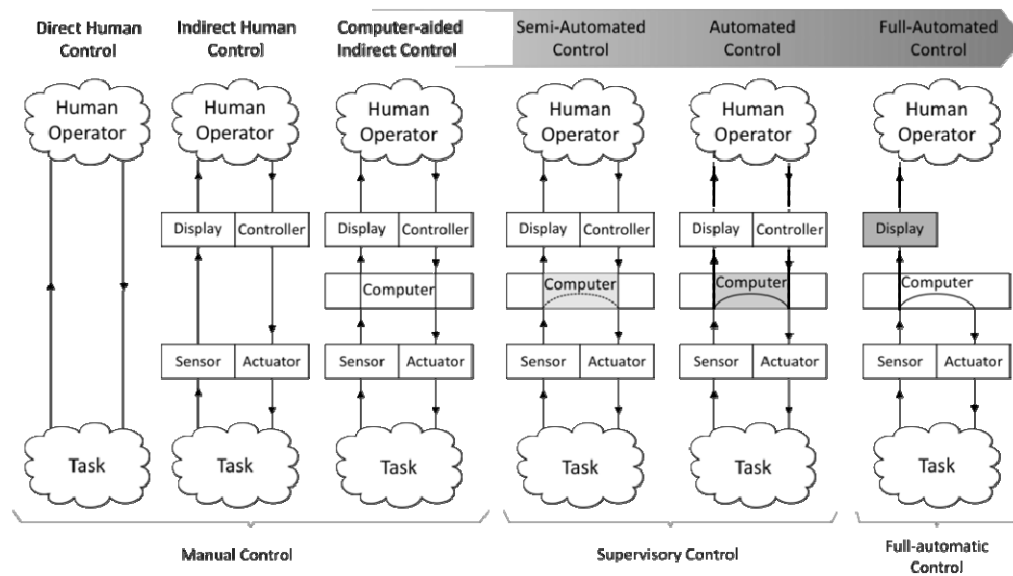 Direct Human
Control
Indirect Human
Control
Computer-aided
Indirect Control
Semi-Automated
Control
Automated
Control
Full-Automated
Control
Human
Operator
Human
Operator
Human
Operator
Human
Operator
Human
Operator
Human
Operator
Display Controller
Display Controller
Display Controller
Display Controller
Display
Computer
Computer
Computer
Computer
Sensor Actuator
Sensor Actuator
Sensor Actuator
Sensor Actuator
Sensor Actuator
Task
Task
Task
Task
Task
Task
Manual Control
Supervisory Control
Full-automatic
Control